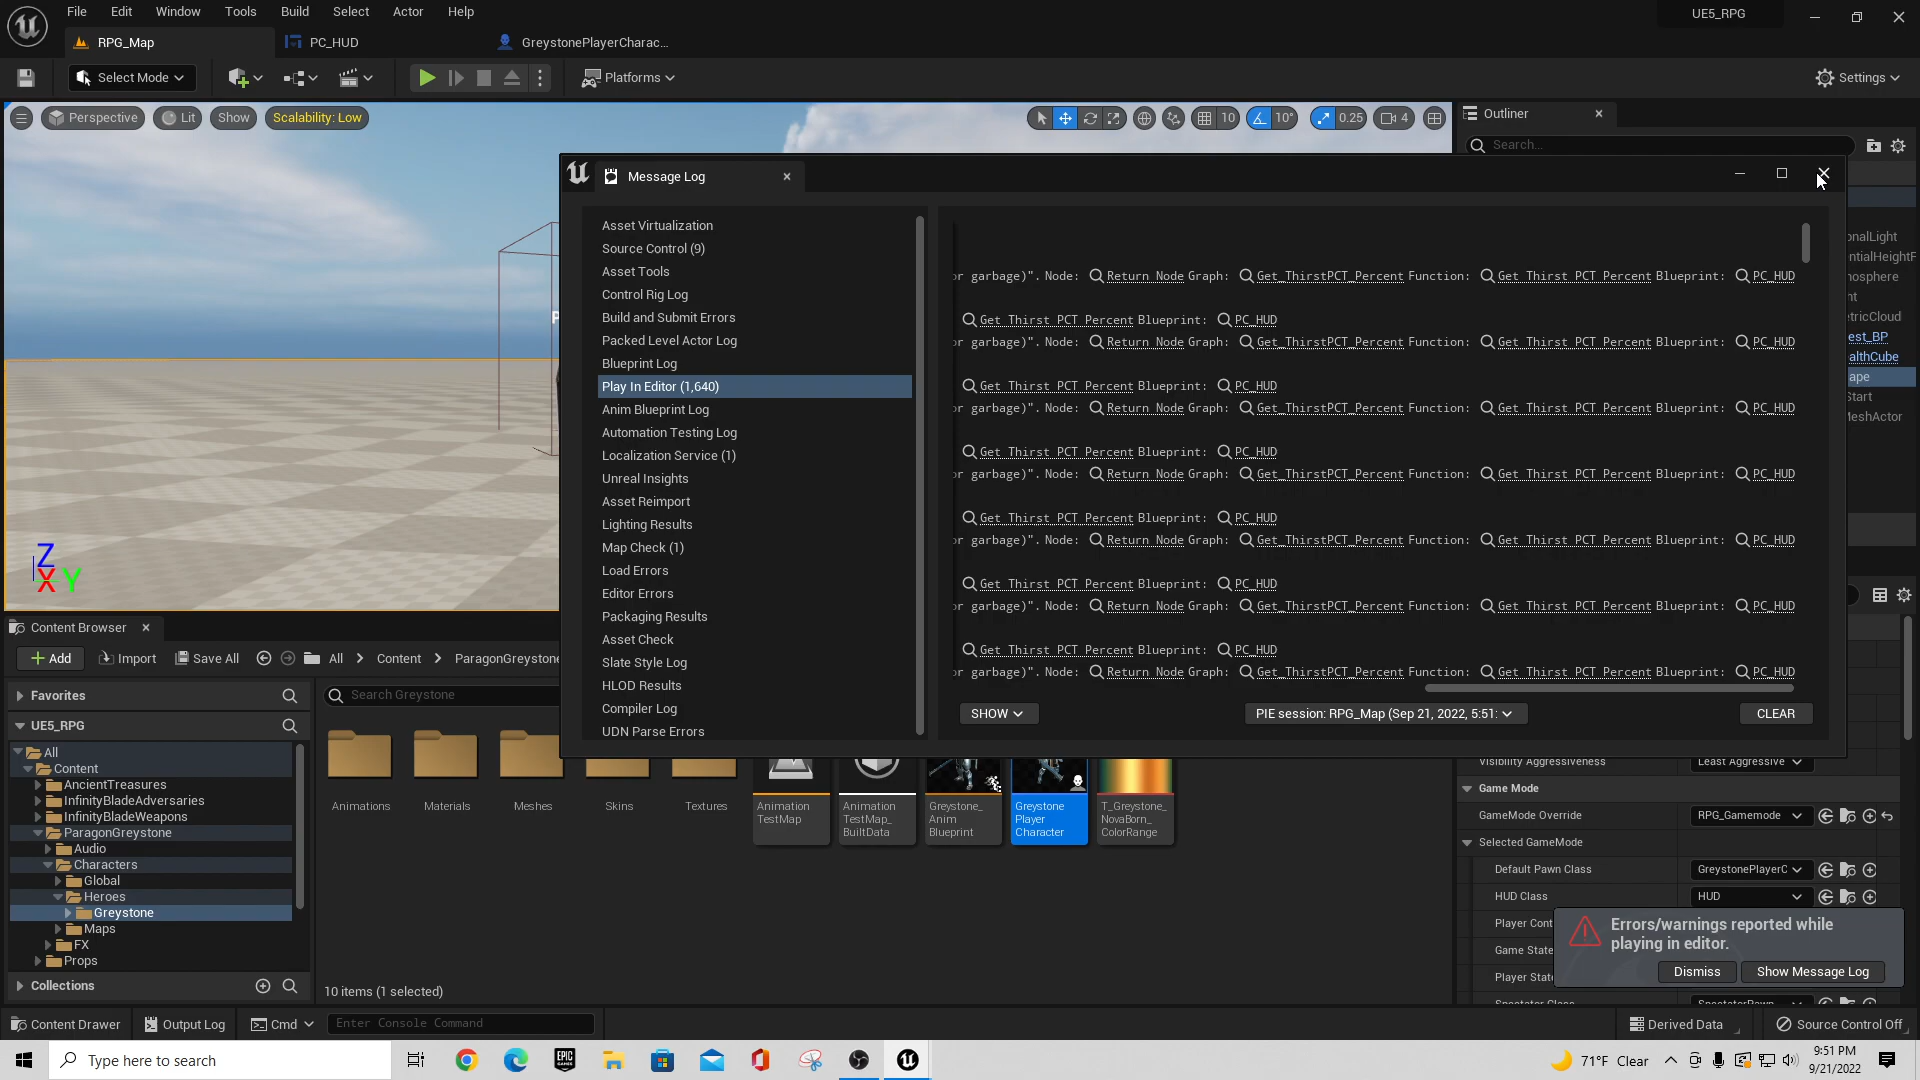 File Edit Window Tools Build Select Actor Help
UE5_RPG
RPG_Map
PC_HUD
GreystonePlayerCharac...
Select Mode
Platforms
Settings
Perspective
Lit
Show
Scalability: Low
10
10°
0.25
4
Outliner
Search...
Message Log
Asset Virtualization
Source Control (9)
Asset Tools
Control Rig Log
Build and Submit Errors
Packed Level Actor Log
Blueprint Log
Play In Editor (1,640)
Anim Blueprint Log
Automation Testing Log
Localization Service (1)
Unreal Insights
Asset Reimport
Lighting Results
Map Check (1)
Load Errors
Editor Errors
Packaging Results
Asset Check
Slate Style Log
HLOD Results
Compiler Log
UDN Parse Errors
or garbage)". Node: Return Node Graph: Get_ThirstPCT_Percent Function: Get Thirst PCT Percent Blueprint: PC_HUD
Get Thirst PCT Percent Blueprint: PC_HUD
or garbage)". Node: Return Node Graph: Get_ThirstPCT_Percent Function: Get Thirst PCT Percent Blueprint: PC_HUD
Get Thirst PCT Percent Blueprint: PC_HUD
or garbage)". Node: Return Node Graph: Get_ThirstPCT_Percent Function: Get Thirst PCT Percent Blueprint: PC_HUD
Get Thirst PCT Percent Blueprint: PC_HUD
or garbage)". Node: Return Node Graph: Get_ThirstPCT_Percent Function: Get Thirst PCT Percent Blueprint: PC_HUD
Get Thirst PCT Percent Blueprint: PC_HUD
or garbage)". Node: Return Node Graph: Get_ThirstPCT_Percent Function: Get Thirst PCT Percent Blueprint: PC_HUD
Get Thirst PCT Percent Blueprint: PC_HUD
or garbage)". Node: Return Node Graph: Get_ThirstPCT_Percent Function: Get Thirst PCT Percent Blueprint: PC_HUD
Get Thirst PCT Percent Blueprint: PC_HUD
or garbage)". Node: Return Node Graph: Get_ThirstPCT_Percent Function: Get Thirst PCT Percent Blueprint: PC_HUD
SHOW
PIE session: RPG_Map (Sep 21, 2022, 5:51:
CLEAR
onalLight
entialHeightF
nosphere
ht
etricCloud
est_BP
ealthCube
ape
Start
MeshActor
Z
X Y
Content Browser
Add
Import
Save All
All
Content
ParagonGreystone
Favorites
Search Greystone
UE5_RPG
All
Content
AncientTreasures
InfinityBladeAdversaries
InfinityBladeWeapons
ParagonGreystone
Audio
Characters
Global
Heroes
Greystone
Maps
FX
Props
Collections
Animations
Materials
Meshes
Skins
Textures
Animation
TestMap
Animation
TestMap_
BuiltData
Greystone_
Anim
Blueprint
Greystone
Player
Character
T_Greystone_
NovaBorn_
ColorRange
10 items (1 selected)
Visibility Aggressiveness
Least Aggressive
Game Mode
GameMode Override
RPG_Gamemode
Selected GameMode
Default Pawn Class
GreystonePlayerC
HUD Class
HUD
Player Cont
Game State
Player State
Spectator Class
SpectatorPawn
Errors/warnings reported while
playing in editor.
Dismiss
Show Message Log
Content Drawer
Output Log
Cmd
Enter Console Command
Derived Data
Source Control Off
Type here to search
EPIC
GAMES
71°F Clear
9:51 PM
9/21/2022